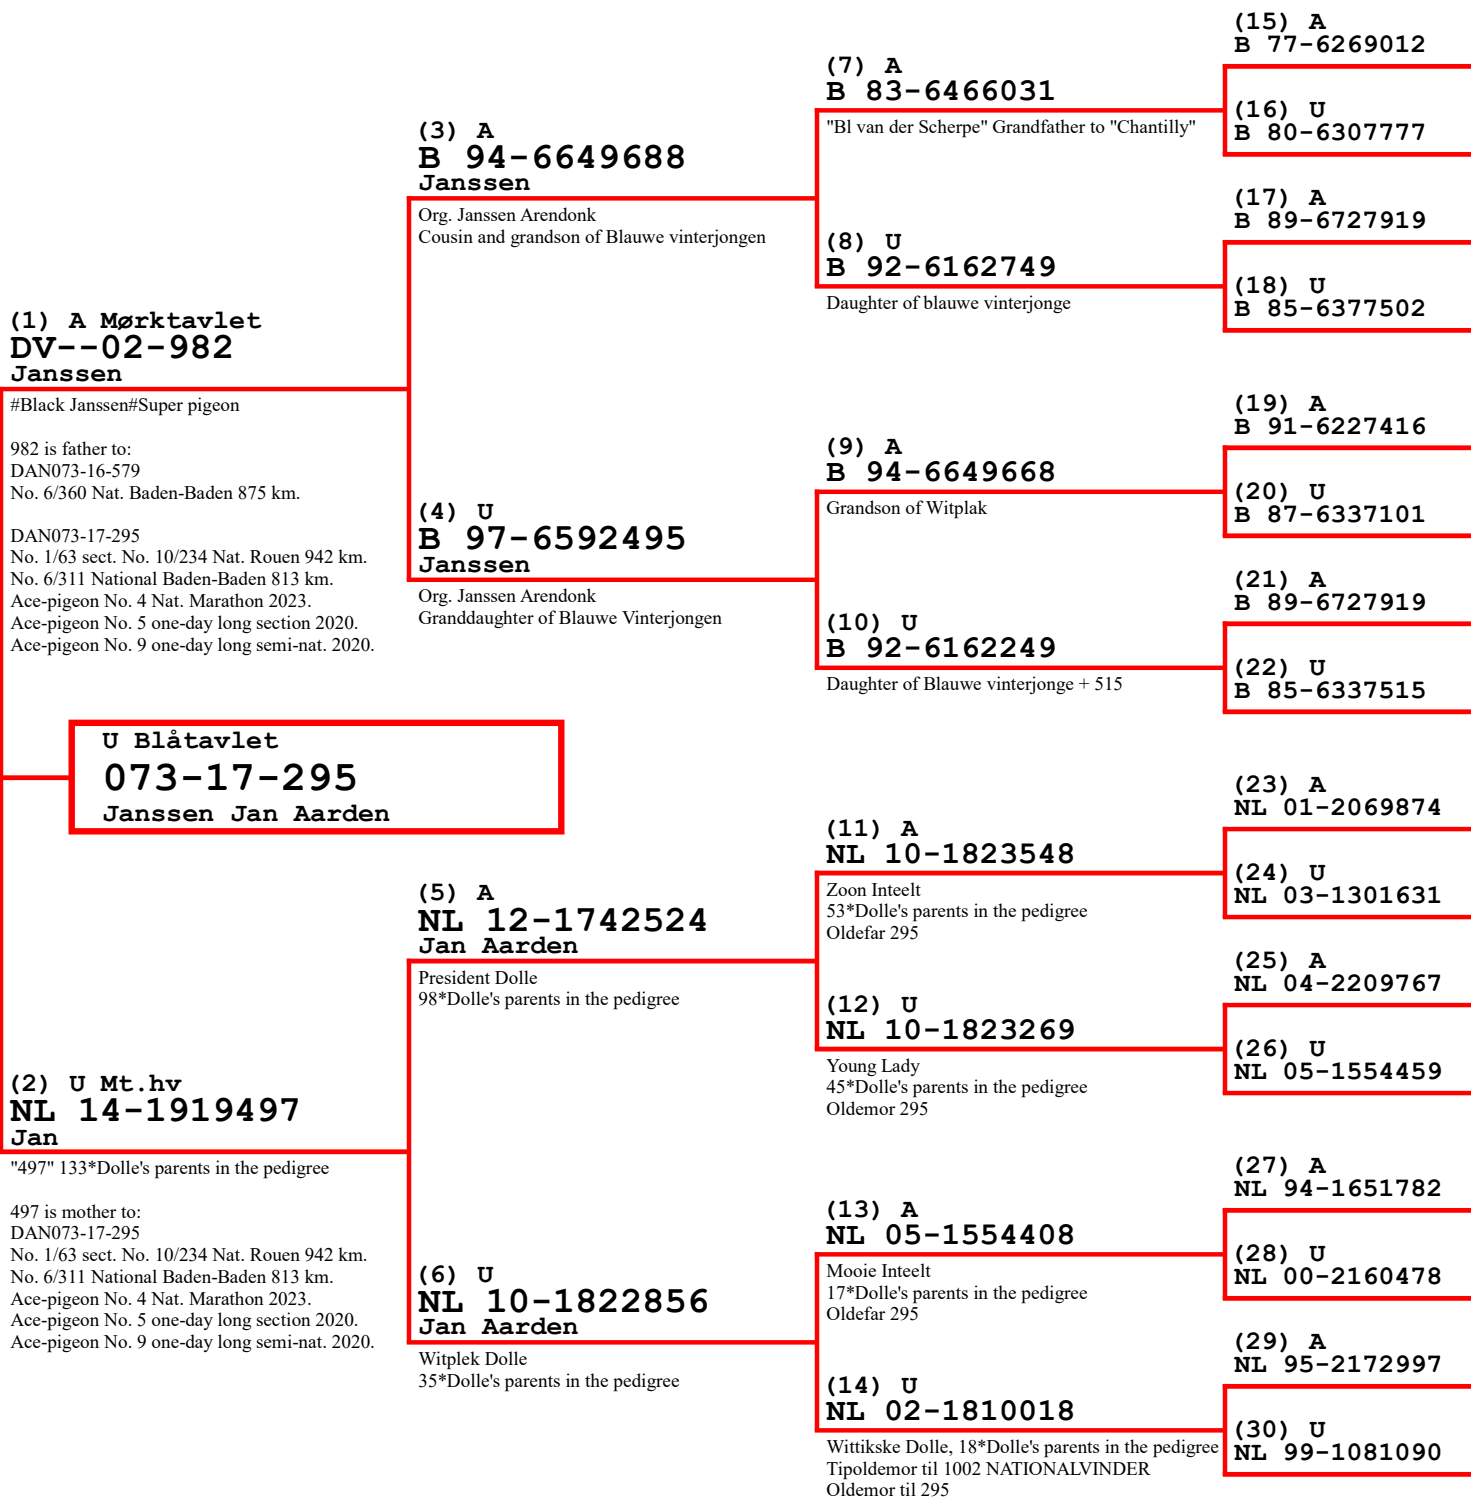 (1) A Mørktavlet
DV--02-982
Janssen
#Black Janssen#Super pigeon
982 is father to:
DAN073-16-579
No. 6/360 Nat. Baden-Baden 875 km.
DAN073-17-295
No. 1/63 sect. No. 10/234 Nat. Rouen 942 km.
No. 6/311 National Baden-Baden 813 km.
Ace-pigeon No. 4 Nat. Marathon 2023.
Ace-pigeon No. 5 one-day long section 2020.
Ace-pigeon No. 9 one-day long semi-nat. 2020.
U Blåtavlet
073-17-295
Janssen Jan Aarden
(2) U Mt.hv
NL 14-1919497
Jan
"497" 133*Dolle's parents in the pedigree
497 is mother to:
DAN073-17-295
No. 1/63 sect. No. 10/234 Nat. Rouen 942 km.
No. 6/311 National Baden-Baden 813 km.
Ace-pigeon No. 4 Nat. Marathon 2023.
Ace-pigeon No. 5 one-day long section 2020.
Ace-pigeon No. 9 one-day long semi-nat. 2020.
(3) A
B 94-6649688
Janssen
Org. Janssen Arendonk
Cousin and grandson of Blauwe vinterjongen
(4) U
B 97-6592495
Janssen
Org. Janssen Arendonk
Granddaughter of Blauwe Vinterjongen
(5) A
NL 12-1742524
Jan Aarden
President Dolle
98*Dolle's parents in the pedigree
(6) U
NL 10-1822856
Jan Aarden
Witplek Dolle
35*Dolle's parents in the pedigree
(7) A
B 83-6466031
"Bl van der Scherpe" Grandfather to "Chantilly"
(8) U
B 92-6162749
Daughter of blauwe vinterjonge
(9) A
B 94-6649668
Grandson of Witplak
(10) U
B 92-6162249
Daughter of Blauwe vinterjonge + 515
(11) A
NL 10-1823548
Zoon Inteelt
53*Dolle's parents in the pedigree
Oldefar 295
(12) U
NL 10-1823269
Young Lady
45*Dolle's parents in the pedigree
Oldemor 295
(13) A
NL 05-1554408
Mooie Inteelt
17*Dolle's parents in the pedigree
Oldefar 295
(14) U
NL 02-1810018
Wittikske Dolle, 18*Dolle's parents in the pedigree
Tipoldemor til 1002 NATIONALVINDER
Oldemor til 295
(15) A
B 77-6269012
(16) U
B 80-6307777
(17) A
B 89-6727919
(18) U
B 85-6377502
(19) A
B 91-6227416
(20) U
B 87-6337101
(21) A
B 89-6727919
(22) U
B 85-6337515
(23) A
NL 01-2069874
(24) U
NL 03-1301631
(25) A
NL 04-2209767
(26) U
NL 05-1554459
(27) A
NL 94-1651782
(28) U
NL 00-2160478
(29) A
NL 95-2172997
(30) U
NL 99-1081090